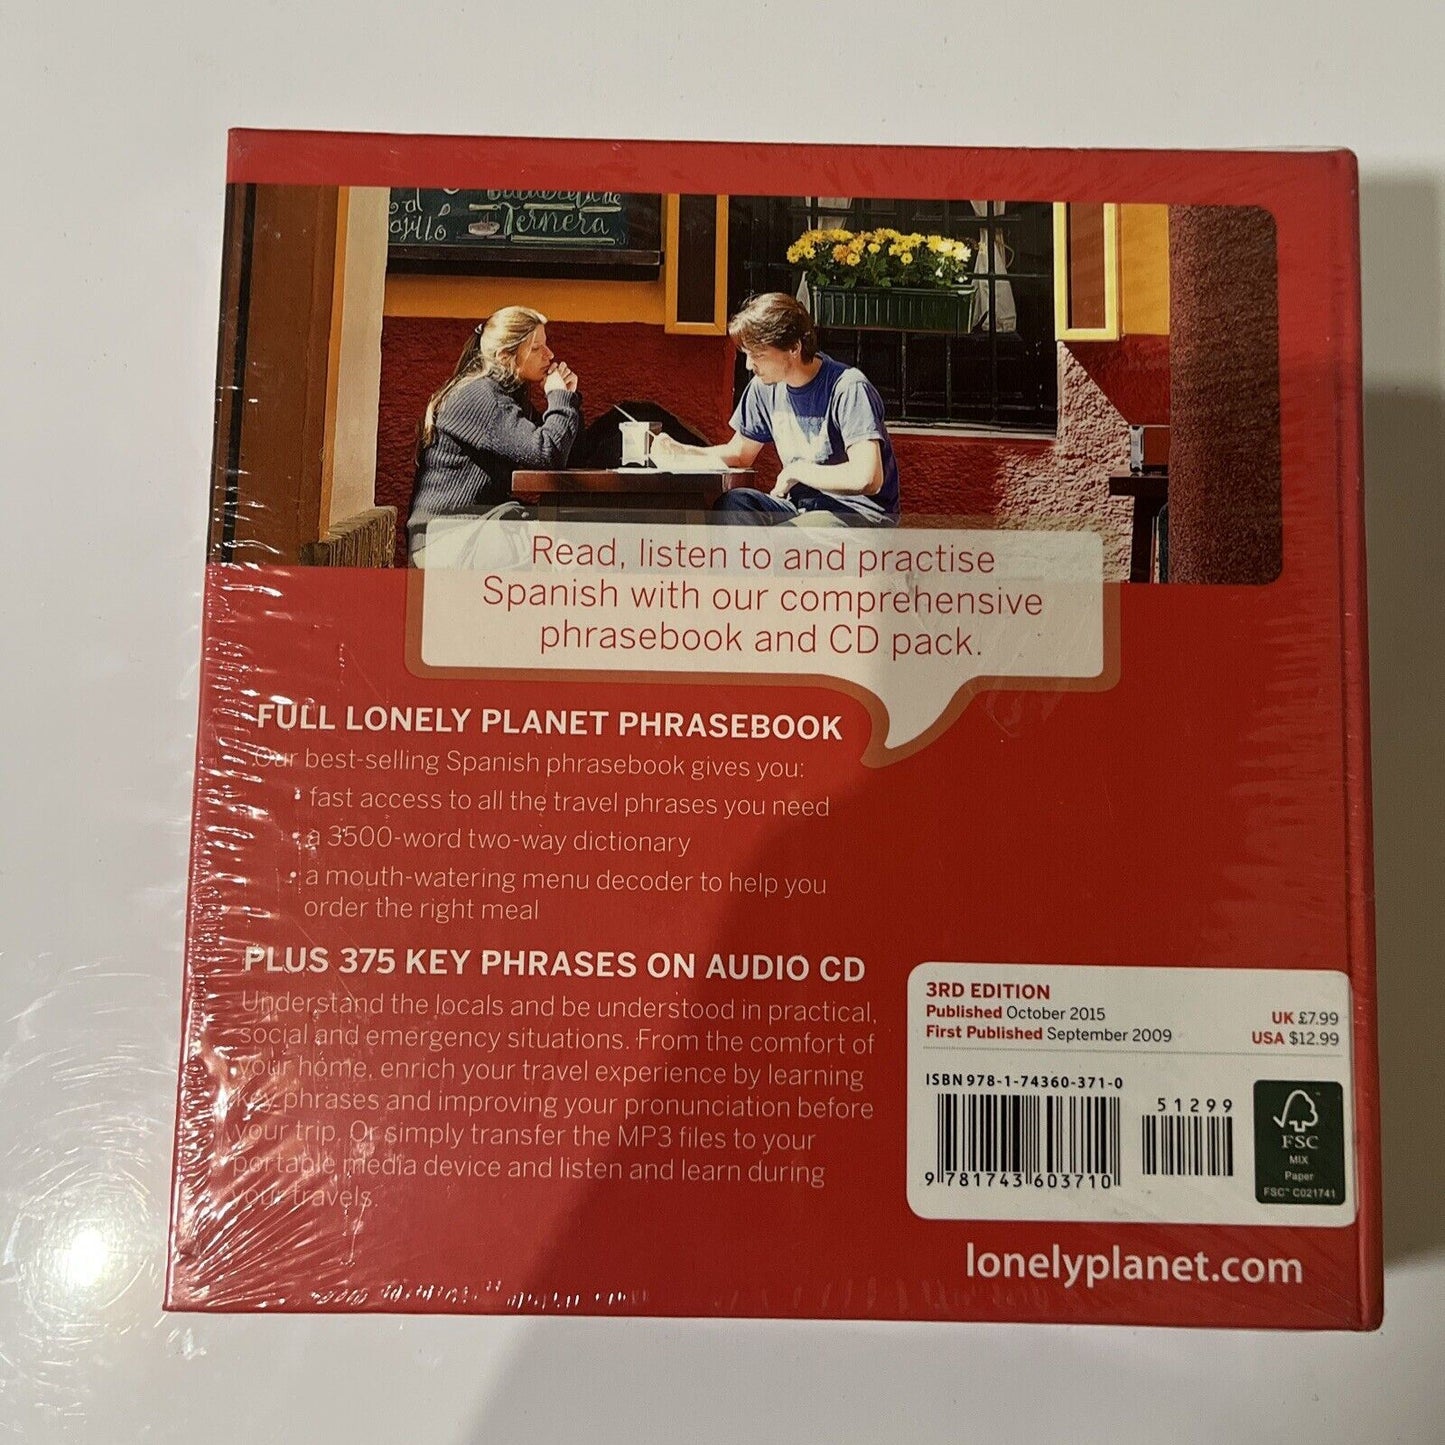 al
ajillo
Ternera
Read, listen to and practise
Spanish with our comprehensive
phrasebook and CD pack.
FULL LONELY PLANET PHRASEBOOK
Our best-selling Spanish phrasebook gives you:
• fast access to all the travel phrases you need
• a 3500-word two-way dictionary
• a mouth-watering menu decoder to help you
order the right meal
PLUS 375 KEY PHRASES ON AUDIO CD
Understand the locals and be understood in practical,
social and emergency situations. From the comfort of
your home, enrich your travel experience by learning
key phrases and improving your pronunciation before
your trip. Or simply transfer the MP3 files to your
portable media device and listen and learn during
your travels.
3RD EDITION
Published October 2015
First Published September 2009
UK £7.99
USA $12.99
ISBN 978-1-74360-371-0
51299
9 781743 603710
FSC
MIX
Paper
FSC™ C021741
lonelyplanet.com